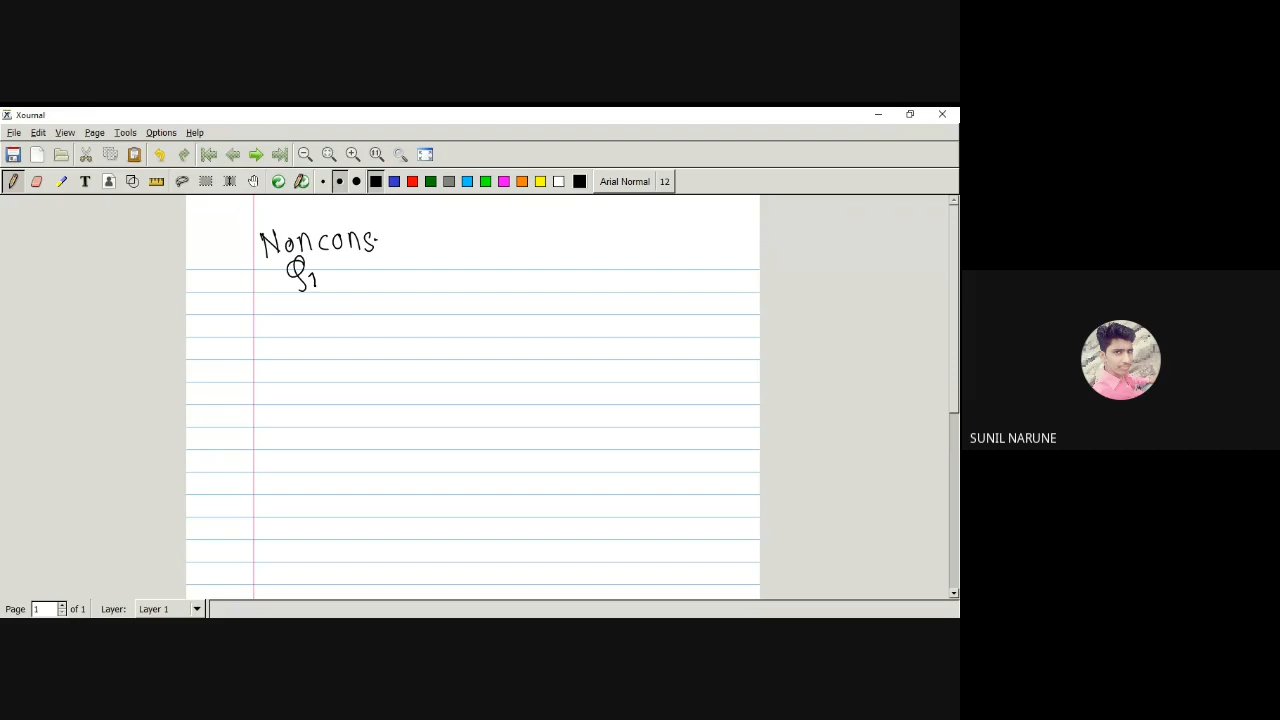 Xournal
File Edit View Page Tools Options Help
Arial Normal 12
Noncons.
φ1
SUNIL NARUNE
Page 1 of 1 Layer: Layer 1